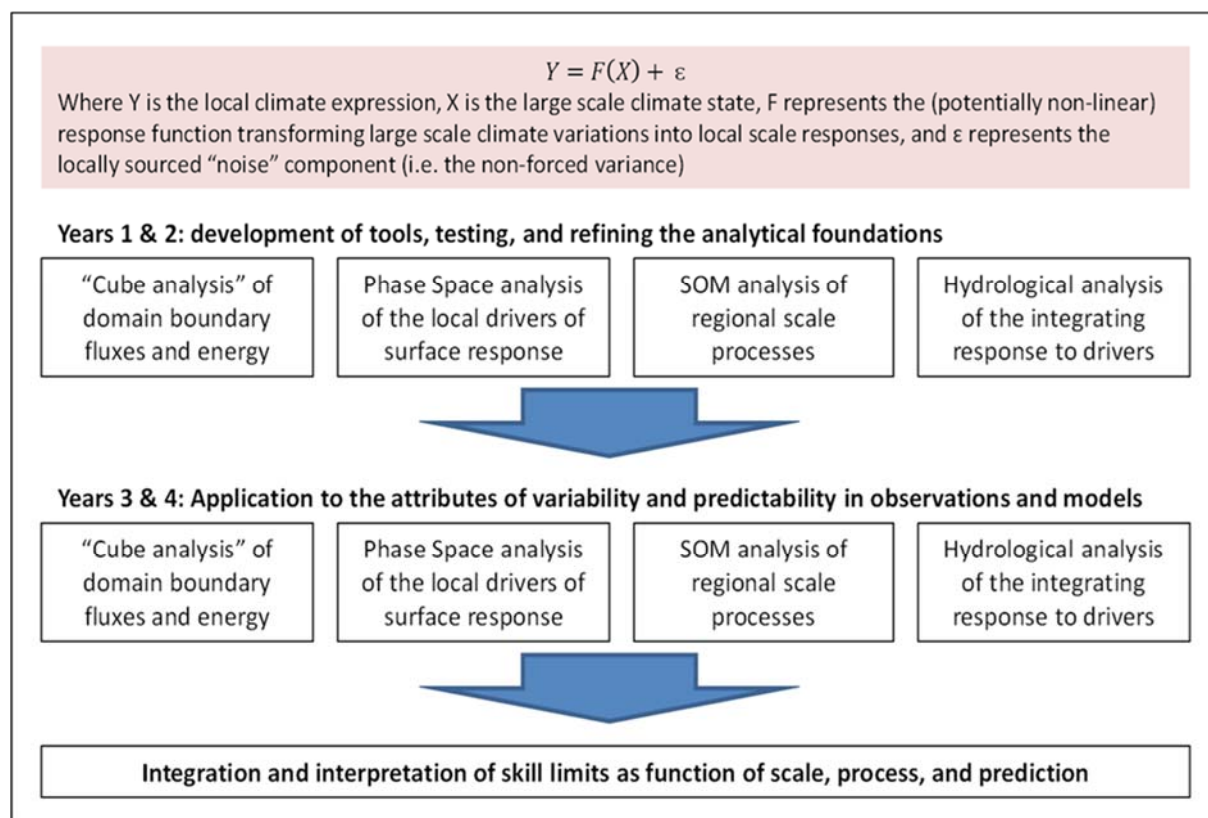 Y = F(X) + ε
Where Y is the local climate expression, X is the large scale climate state, F represents the (potentially non-linear)
response function transforming large scale climate variations into local scale responses, and ε represents the
locally sourced “noise” component (i.e. the non-forced variance)
Years 1 & 2: development of tools, testing, and refining the analytical foundations
“Cube analysis” of
domain boundary
fluxes and energy
Phase Space analysis
of the local drivers of
surface response
SOM analysis of
regional scale
processes
Hydrological analysis
of the integrating
response to drivers
Years 3 & 4: Application to the attributes of variability and predictability in observations and models
“Cube analysis” of
domain boundary
fluxes and energy
Phase Space analysis
of the local drivers of
surface response
SOM analysis of
regional scale
processes
Hydrological analysis
of the integrating
response to drivers
Integration and interpretation of skill limits as function of scale, process, and prediction